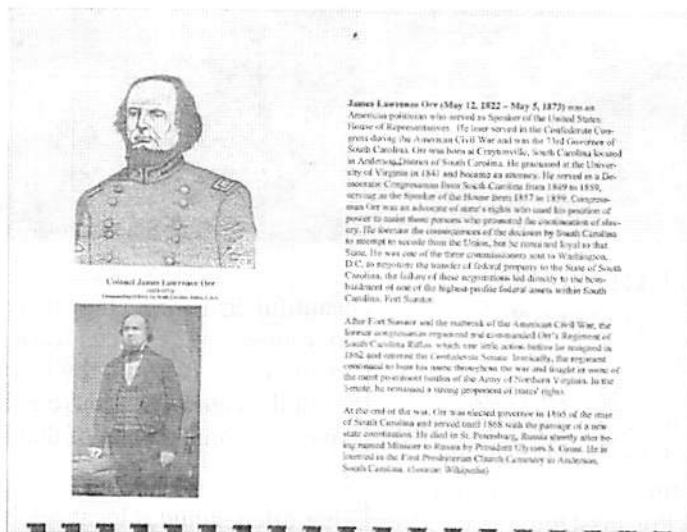 Colonel James Lawrence Orr
James Lawrence Orr (May 12, 1822 – May 5, 1873) was an
American politician who served as Speaker of the United States
House of Representatives. He later served in the Confederate Con-
gress during the American Civil War and was the 73rd Governor of
South Carolina. Orr was born at Craytonville, South Carolina located
in Anderson District of South Carolina. He graduated at the Univer-
sity of Virginia in 1841 and became an attorney. He served as a De-
mocratic Congressman from South Carolina from 1849 to 1859,
serving as the Speaker of the House from 1857 to 1859. Congress-
man Orr was an advocate of state's rights who used his position of
power to assist those persons who promoted the continuation of slav-
ery. He foresaw the consequences of the decision by South Carolina
to attempt to secede from the Union, but he remained loyal to that
State. He was one of the three commissioners sent to Washington,
D.C. to negotiate the transfer of federal property to the State of South
Carolina; the failure of these negotiations led directly to the bom-
bardment of one of the highest profile federal assets within South
Carolina, Fort Sumter.
After Fort Sumter and the outbreak of the American Civil War, the
former congressman organized and commanded Orr's Regiment of
South Carolina Rifles, which saw little action before he resigned in
1862 and entered the Confederate Senate. Ironically, the regiment
continued to bear his name throughout the war and fought in some of
the most prominent battles of the Army of Northern Virginia. In the
Senate, he remained a strong proponent of states' rights.
At the end of the war, Orr was elected governor in 1865 of the state
of South Carolina and served until 1868 with the passage of a new
state constitution. He died in St. Petersburg, Russia shortly after be-
ing named Minister to Russia by President Ulysses S. Grant. He is
interred in the First Presbyterian Church Cemetery in Anderson,
South Carolina. (Source: Wikipedia)